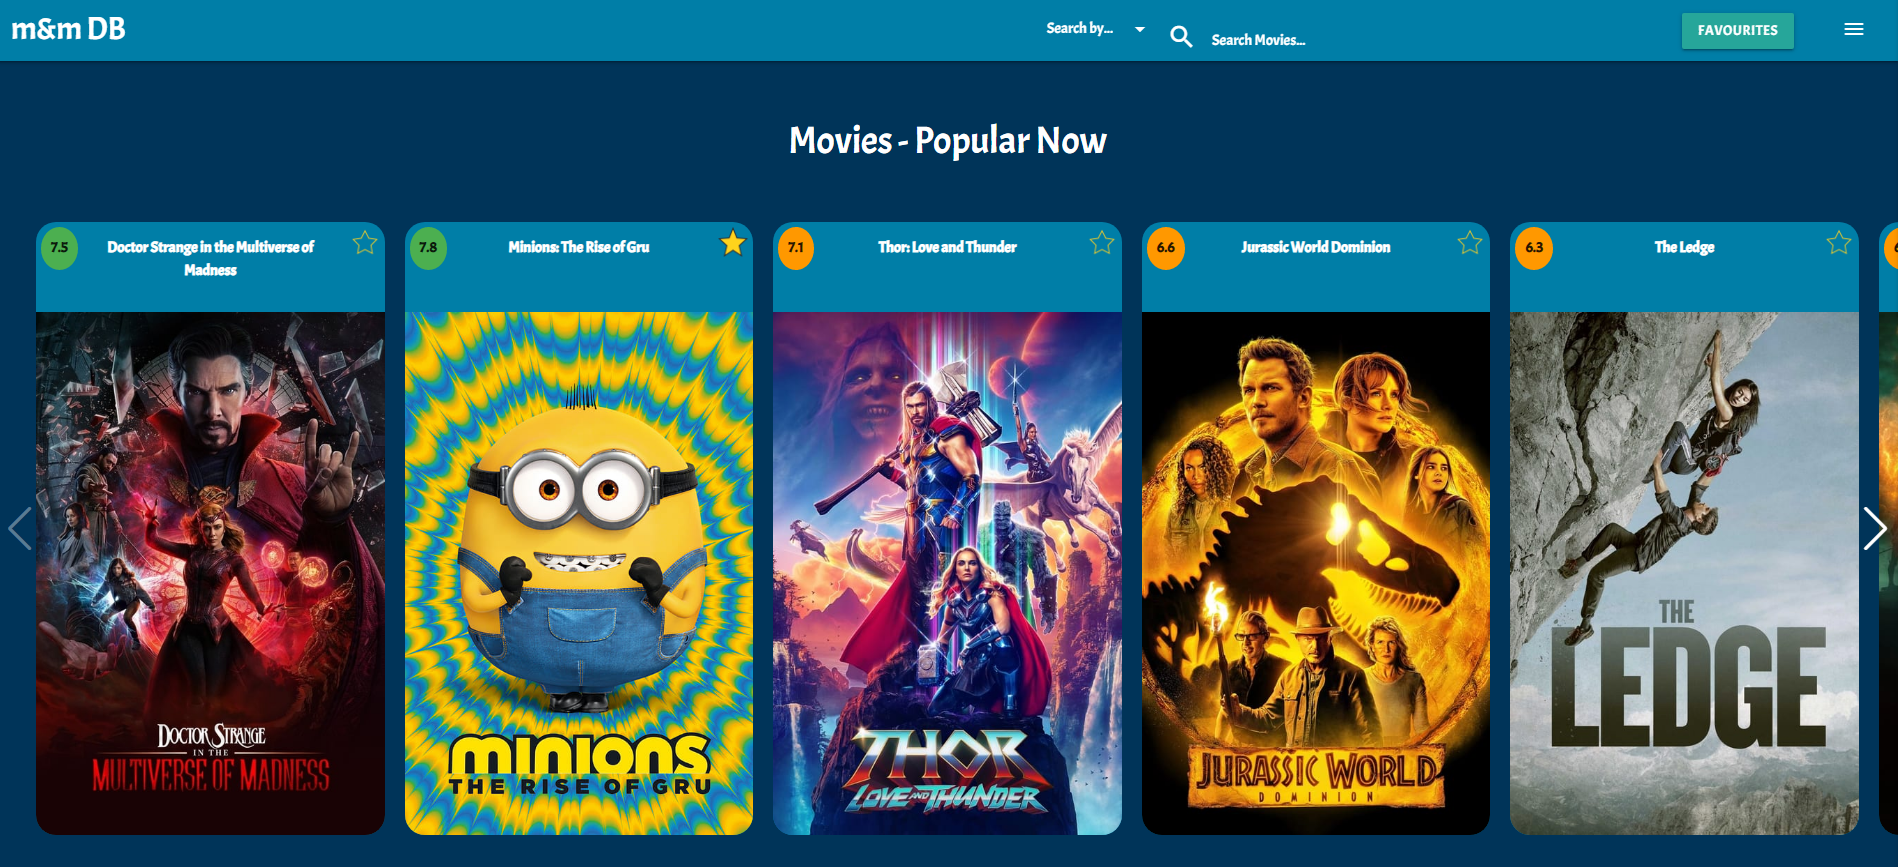 m&m DB
Search by...
Search Movies...
FAVOURITES
Movies - Popular Now
7.5
Doctor Strange in the Multiverse of
Madness
7.8
Minions: The Rise of Gru
7.1
Thor: Love and Thunder
6.6
Jurassic World Dominion
6.3
The Ledge
DOCTOR STRANGE
IN THE
MULTIVERSE OF MADNESS
minions
THE RISE OF GRU
THOR
LOVE AND THUNDER
JURASSIC WORLD
DOMINION
THE
LEDGE